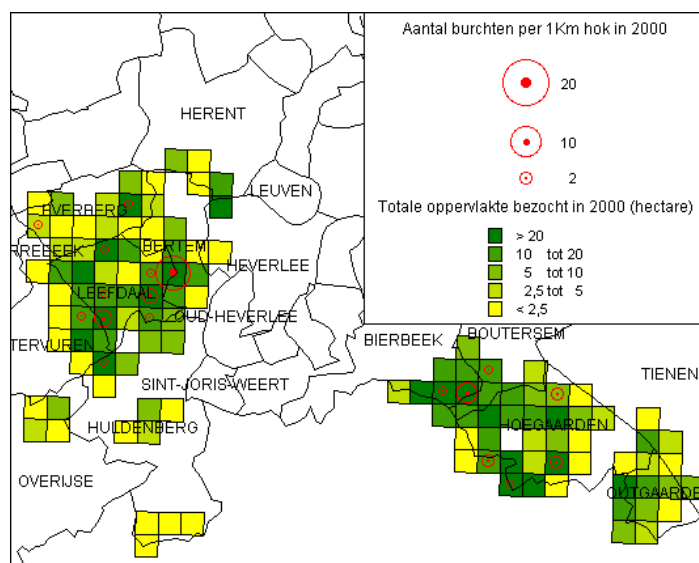 Aantal burchten per 1Km hok in 2000
20
10
2
Totale oppervlakte bezocht in 2000 (hectare)
> 20
10 tot 20
5 tot 10
2,5 tot 5
< 2,5
HERENT
LEUVEN
EVERBERG
BERTEM
RREBEEK
HEVERLEE
LEEFDAAL
OUD-HEVERLEE
TERVUREN
BIERBEEK
BOUTERSEM
SINT-JORIS-WEERT
TIENEN
HULDENBERG
HOEGAARDEN
OVERIJSE
OUTGAARDE